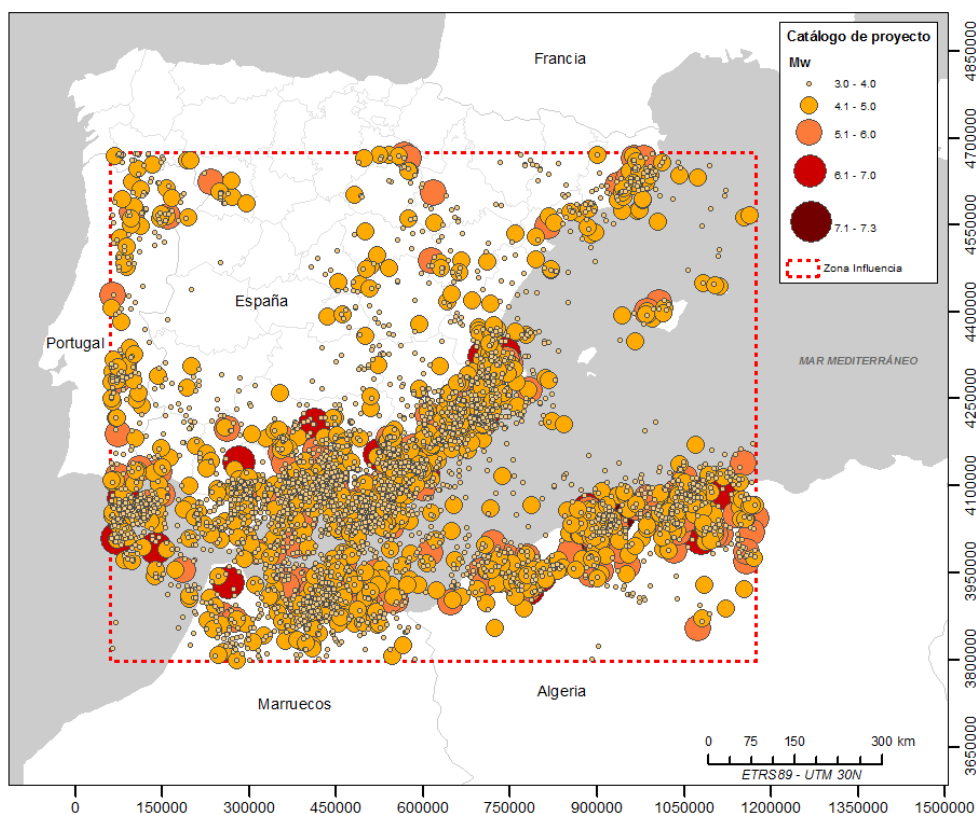 Catálogo de proyecto
Mw
3.0 - 4.0
4.1 - 5.0
5.1 - 6.0
6.1 - 7.0
7.1 - 7.3
Zona Influencia
Francia
España
Portugal
MAR MEDITERRÁNEO
Marruecos
Algeria
0 75 150 300 km
ETRS89 - UTM 30N
4850000
4700000
4550000
4400000
4250000
4100000
3950000
3800000
3650000
0 150000 300000 450000 600000 750000 900000 1050000 1200000 1350000 1500000